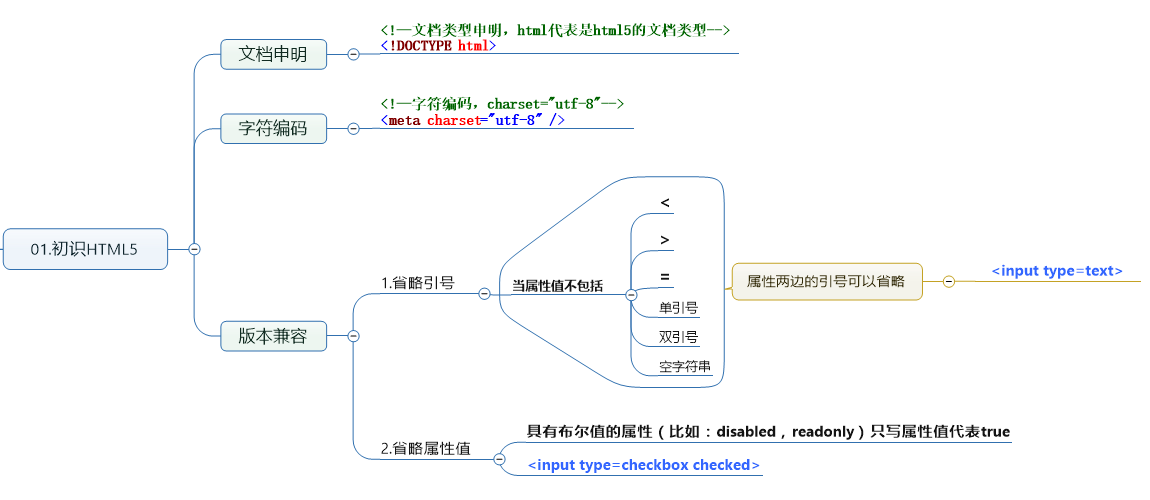 <!--文档类型申明，html代表是html5的文档类型-->
<!DOCTYPE html>
文档申明
<!--字符编码，charset="utf-8"-->
<meta charset="utf-8" />
字符编码
01.初识HTML5
版本兼容
1.省略引号
当属性值不包括
<
>
=
单引号
双引号
空字符串
属性两边的引号可以省略
<input type=text>
2.省略属性值
具有布尔值的属性（比如：disabled，readonly）只写属性值代表true
<input type=checkbox checked>